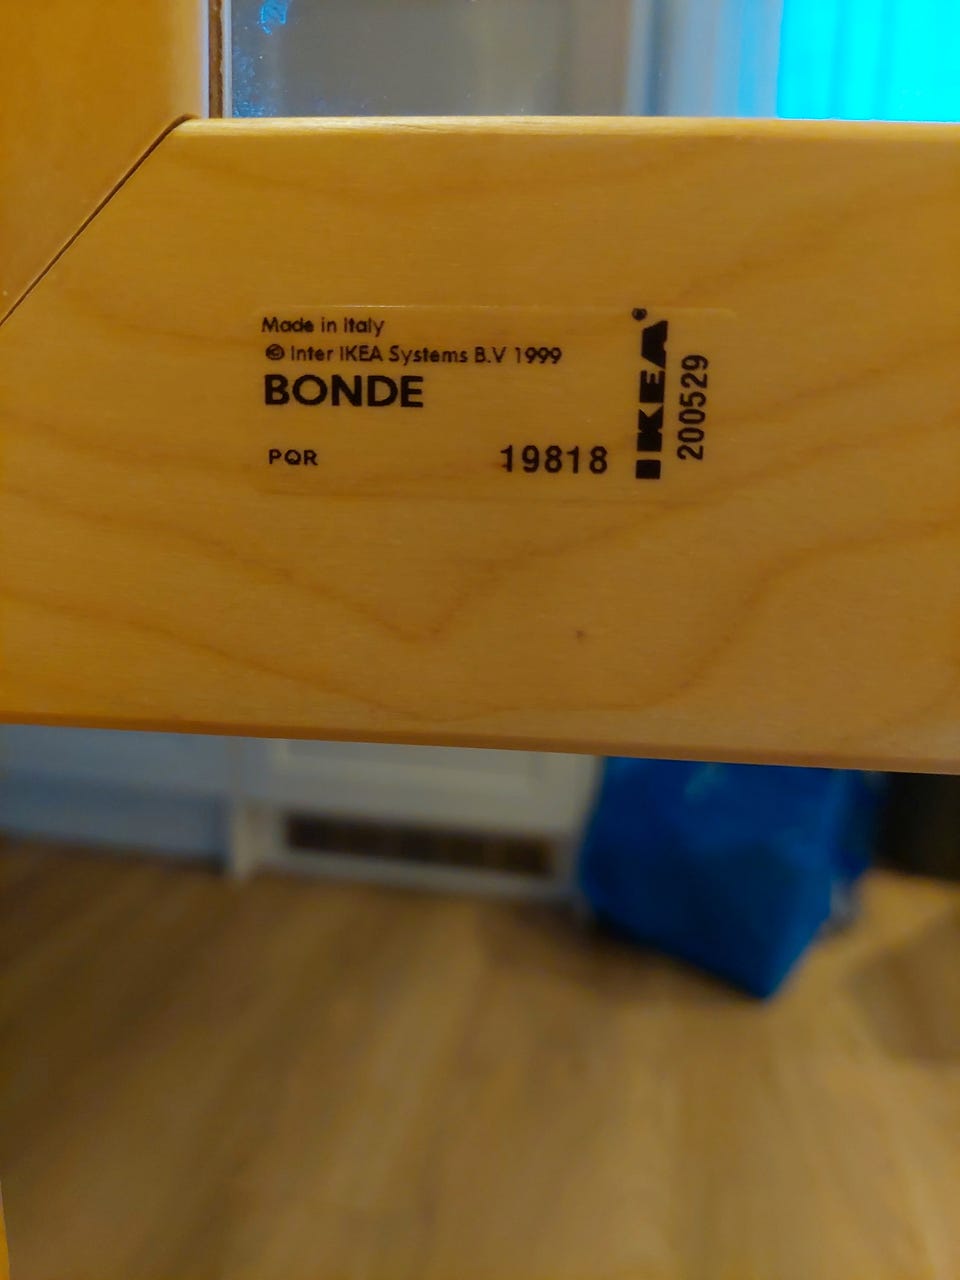 Made in Italy
© Inter IKEA Systems B.V 1999
BONDE
PQR 19818
IKEA®
200529